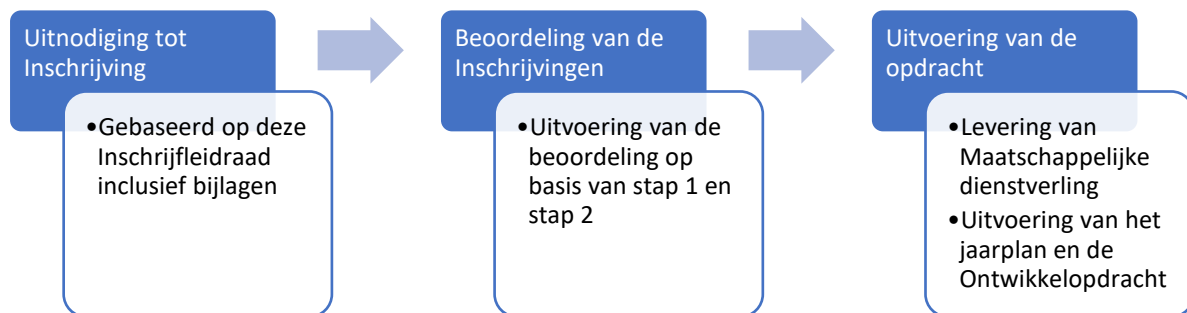 Uitnodiging tot
Inschrijving
•Gebaseerd op deze
Inschrijfleidraad
inclusief bijlagen
Beoordeling van de
Inschrijvingen
•Uitvoering van de
beoordeling op
basis van stap 1 en
stap 2
Uitvoering van de
opdracht
•Levering van
Maatschappelijke
dienstverling
•Uitvoering van het
jaarplan en de
Ontwikkelopdracht